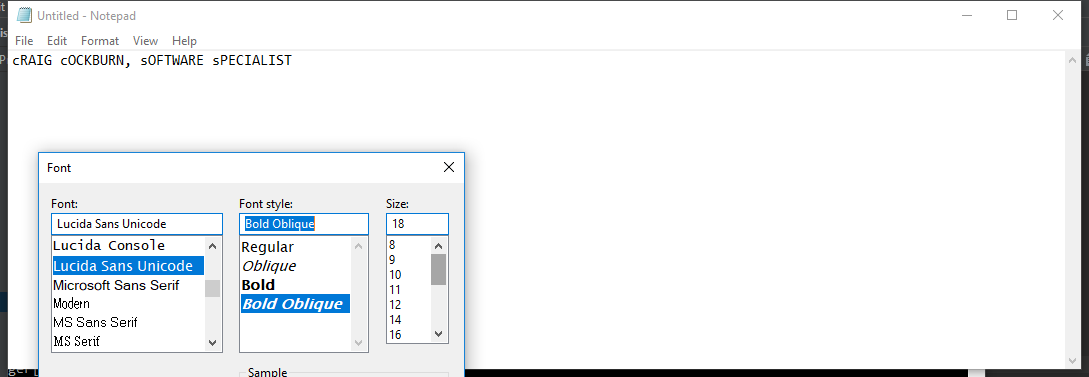 Untitled - Notepad
File Edit Format View Help
cRAIG cOCKBURN, sOFTWARE sPECIALIST
Font
Font: Font style: Size:
Lucida Sans Unicode Bold Oblique 18
Lucida Console Regular 8
Lucida Sans Unicode Oblique 9
Microsoft Sans Serif Bold 10
Modern Bold Oblique 11
MS Sans Serif 12
MS Serif 14
16
Sample